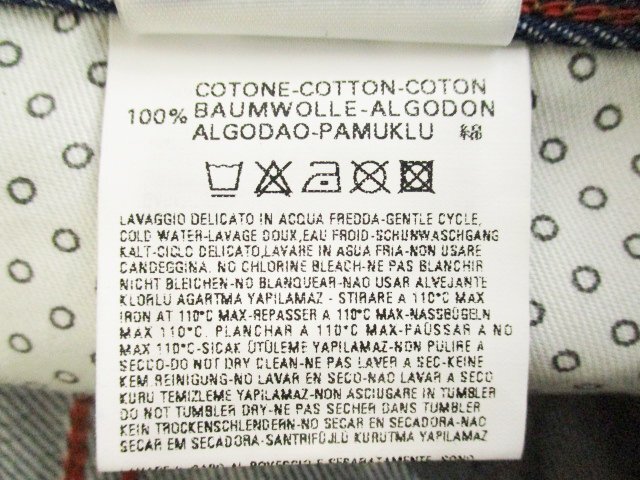 COTONE-COTTON-COTON
100% BAUMWOLLE-ALGODON
ALGODAO-PAMUKLU 綿
LAVAGGIO DELICATO IN ACQUA FREDDA-GENTLE CYCLE,
COLD WATER-LAVAGE DOUX,EAU FROID-SCHUNWASCHGANG
KALT-CICLO DELICATO,LAVARE IN AGUA FRIA-NON USARE
CANDEGGINA. NO CHLORINE BLEACH-NE PAS BLANCHIR
NICHT BLEICHEN-NO BLANQUEAR-NAO USAR ALVEJANTE
KLORLU AGARTMA YAPILAMAZ - STIRARE A 110°C MAX
IRON AT 110°C MAX-REPASSER A 110°C MAX-NASSBÜGELN
MAX 110°C. PLANCHAR A 110°C MAX-PAUSSAR A NO
MAX 110°C-SICAK ÜTÜLEME YAPILAMAZ-NON PULIRE A
SECCO-DO NOT DRY CLEAN-NE PAS LAVER A SEC-KEINE
KEM REINIGUNG-NO LAVAR EN SECO-NAO LAVAR A SECO
KURU TEMIZLEME YAPILAMAZ-NON ASCIUGARE IN TUMBLER
DO NOT TUMBLER DRY-NE PAS SECHER DANS TUMBLER
KEIN TROCKENSCHLENDERN-NO SECAR EN SECADORA-NAO
SECAR EM SECADORA-SANTRIFÜJLÜ KURUTMA YAPILAMAZ